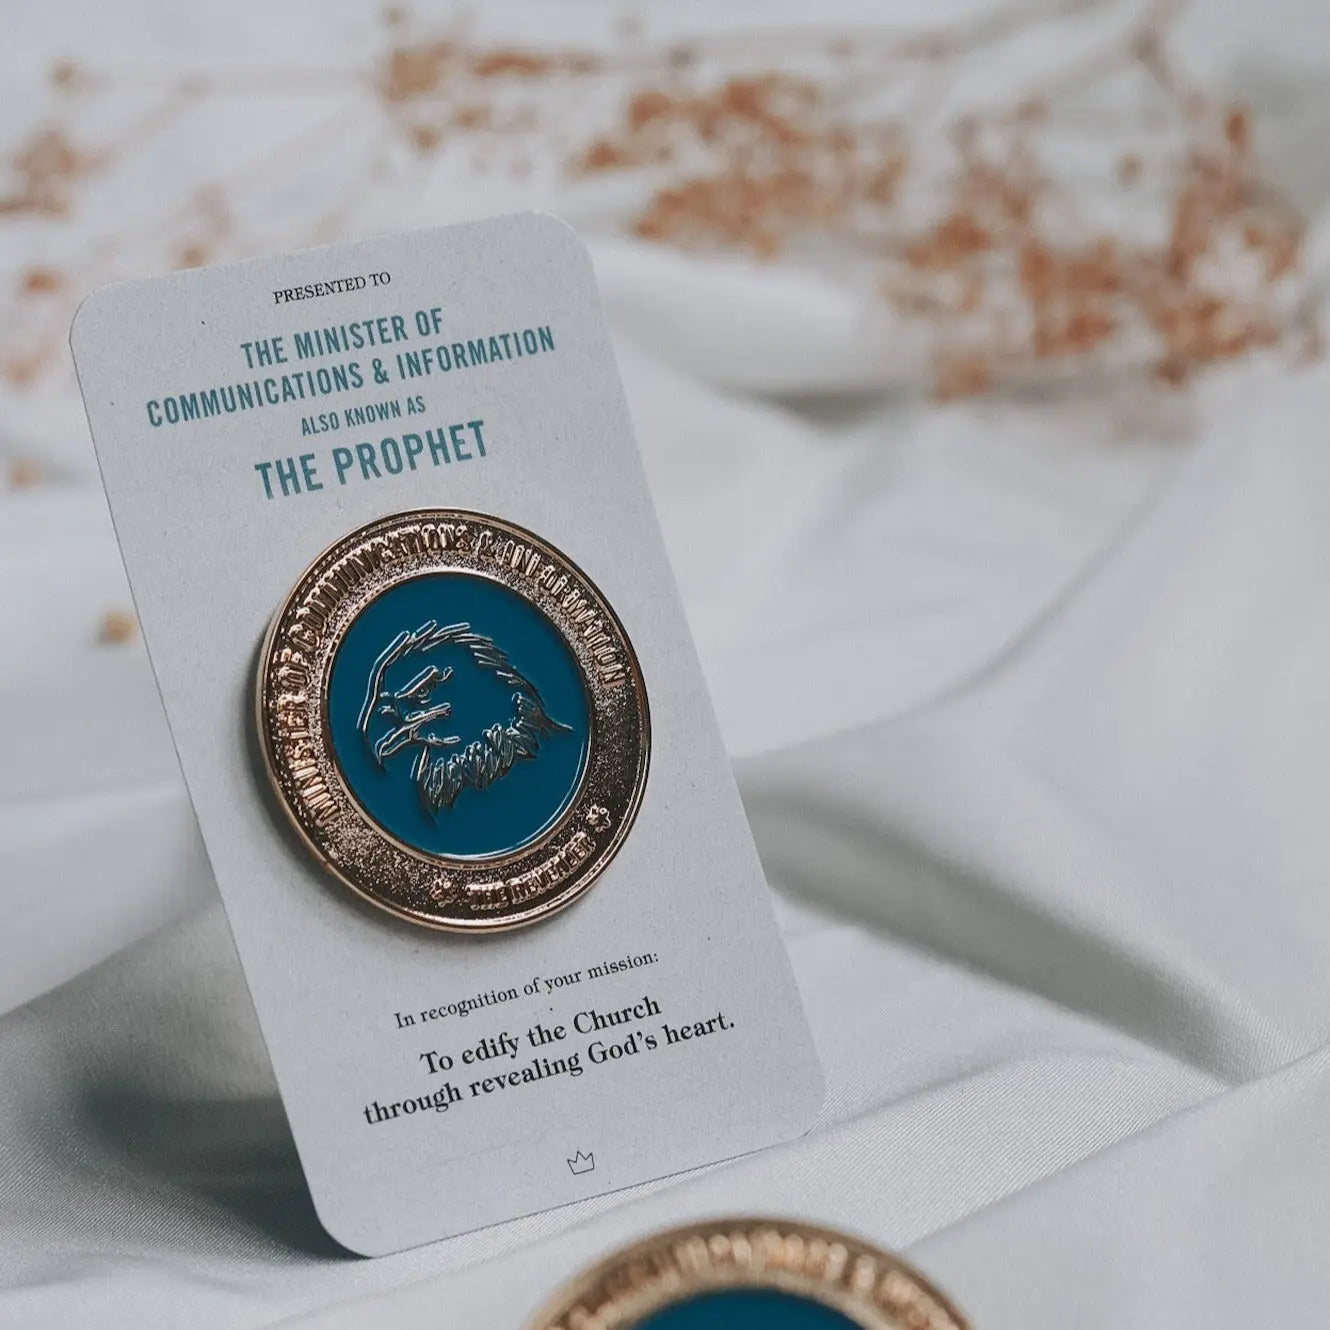 PRESENTED TO
THE MINISTER OF
COMMUNICATIONS & INFORMATION
ALSO KNOWN AS
THE PROPHET
MINISTER OF COMMUNICATIONS & INFORMATION
THE REVEALER
In recognition of your mission:
To edify the Church
through revealing God's heart.